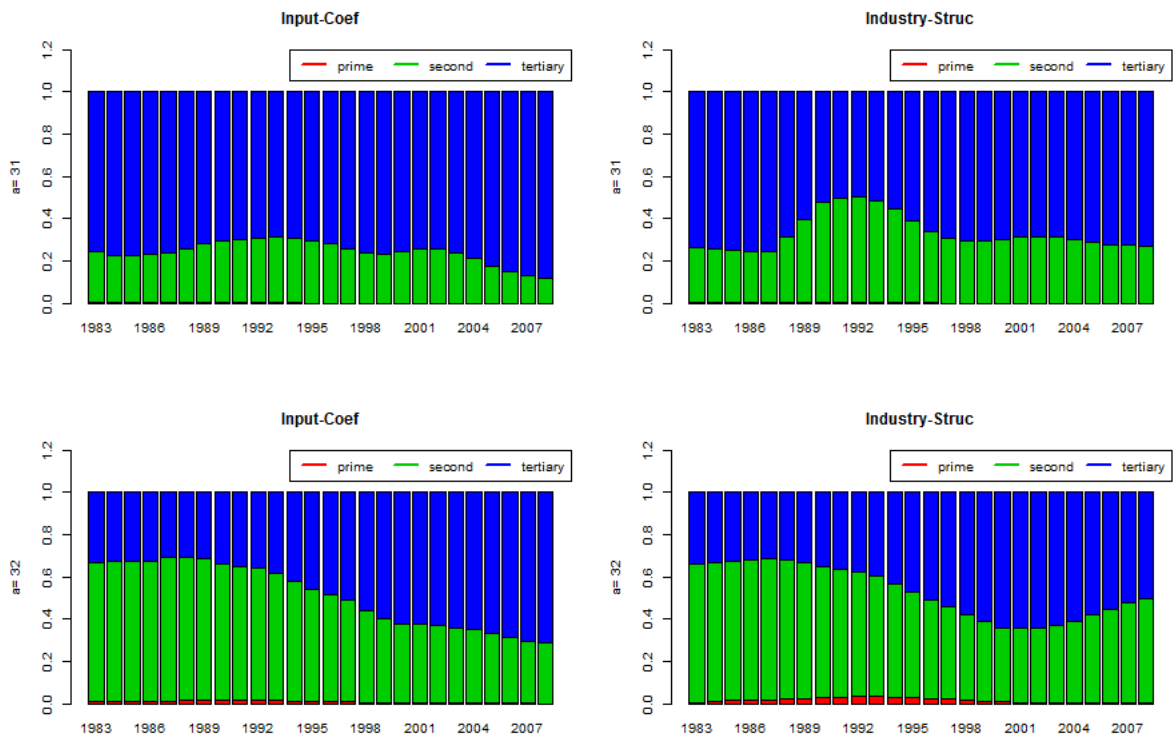 Input-Coef
prime second tertiary
a= 31
0.0 0.2 0.4 0.6 0.8 1.0 1.2
1983 1986 1989 1992 1995 1998 2001 2004 2007
Industry-Struc
prime second tertiary
a= 31
0.0 0.2 0.4 0.6 0.8 1.0 1.2
1983 1986 1989 1992 1995 1998 2001 2004 2007
Input-Coef
prime second tertiary
a= 32
0.0 0.2 0.4 0.6 0.8 1.0 1.2
1983 1986 1989 1992 1995 1998 2001 2004 2007
Industry-Struc
prime second tertiary
a= 32
0.0 0.2 0.4 0.6 0.8 1.0 1.2
1983 1986 1989 1992 1995 1998 2001 2004 2007